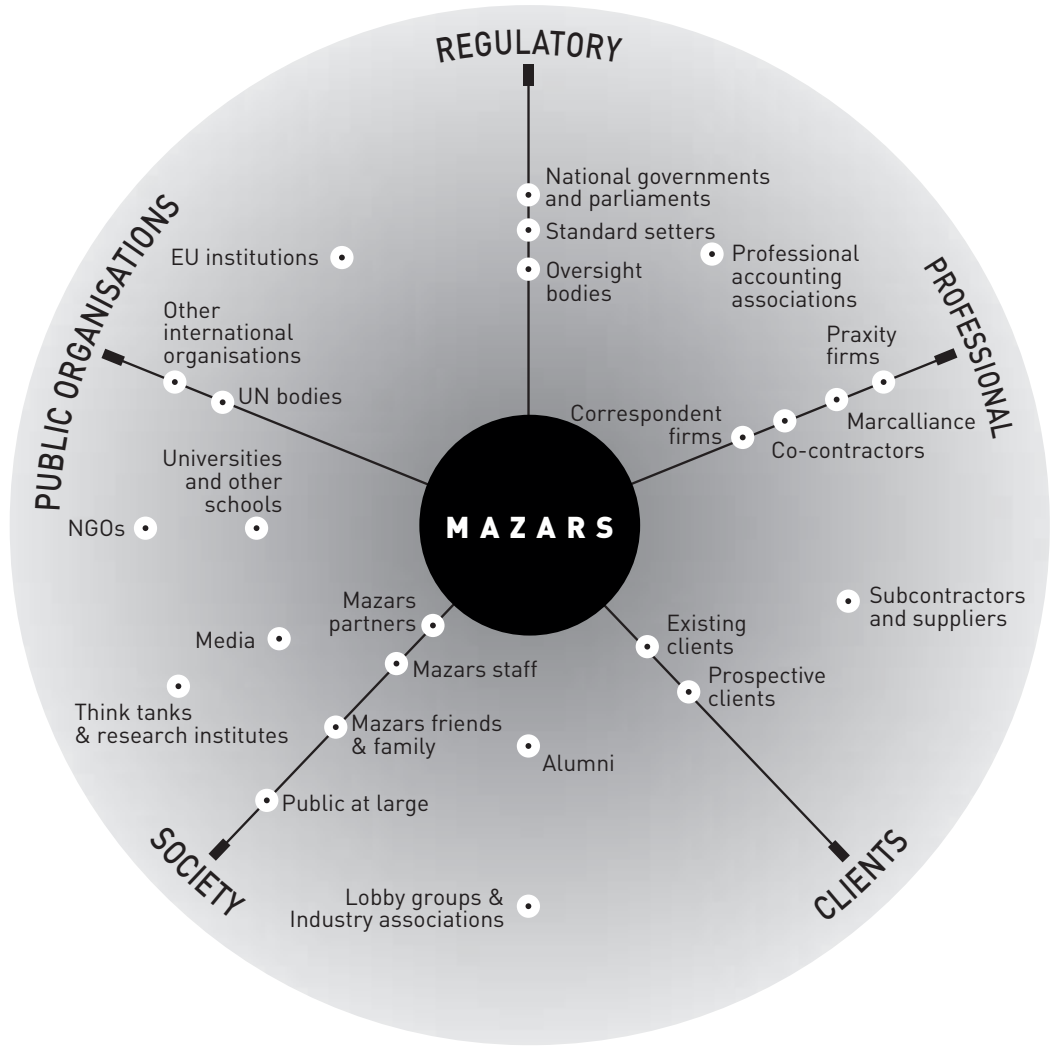 REGULATORY
National governments
and parliaments
Standard setters
Oversight
bodies
Professional
accounting
associations
PROFESSIONAL
Praxity
firms
Marcalliance
Co-contractors
Correspondent
firms
PUBLIC ORGANISATIONS
EU institutions
Other
international
organisations
UN bodies
Universities
and other
schools
NGOs
MAZARS
Subcontractors
and suppliers
Existing
clients
Prospective
clients
CLIENTS
Mazars
partners
Mazars staff
Mazars friends
& family
Public at large
SOCIETY
Media
Think tanks
& research institutes
Alumni
Lobby groups &
Industry associations